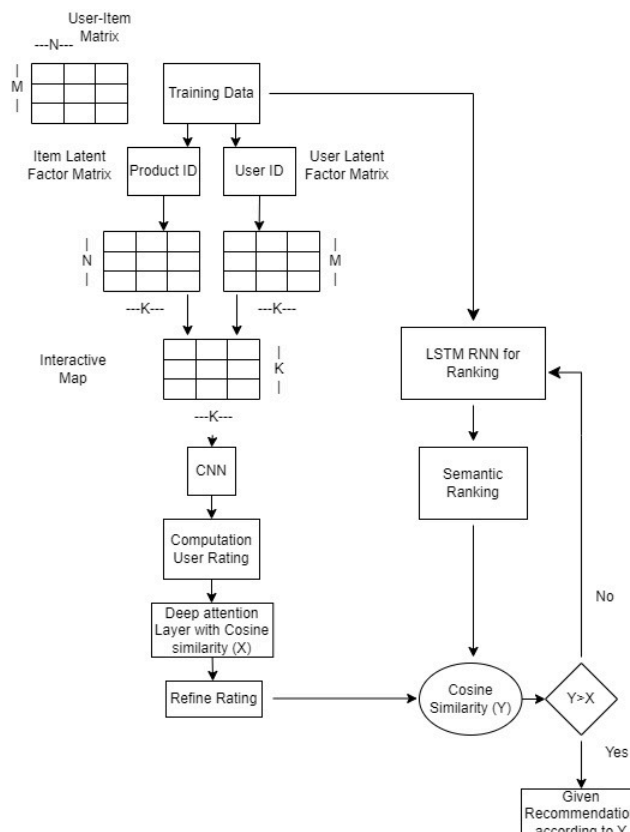 User-Item
Matrix
---N---
|
M
|
Training Data
Item Latent
Factor Matrix
Product ID
User ID
User Latent
Factor Matrix
|
N
|
|
M
|
---K---
---K---
Interactive
Map
|
K
|
---K---
LSTM RNN for
Ranking
CNN
Semantic
Ranking
Computation
User Rating
Deep attention
Layer with Cosine
similarity (X)
Refine Rating
Cosine
Similarity (Y)
Y>X
No
Yes
Given
Recommendation
according to Y